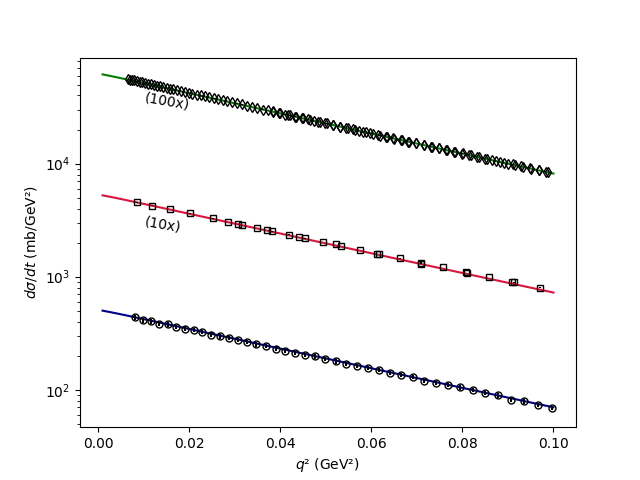 (100x)
(10x)
10⁴
10³
10²
dσ/dt (mb/GeV²)
0.00 0.02 0.04 0.06 0.08 0.10
q² (GeV²)